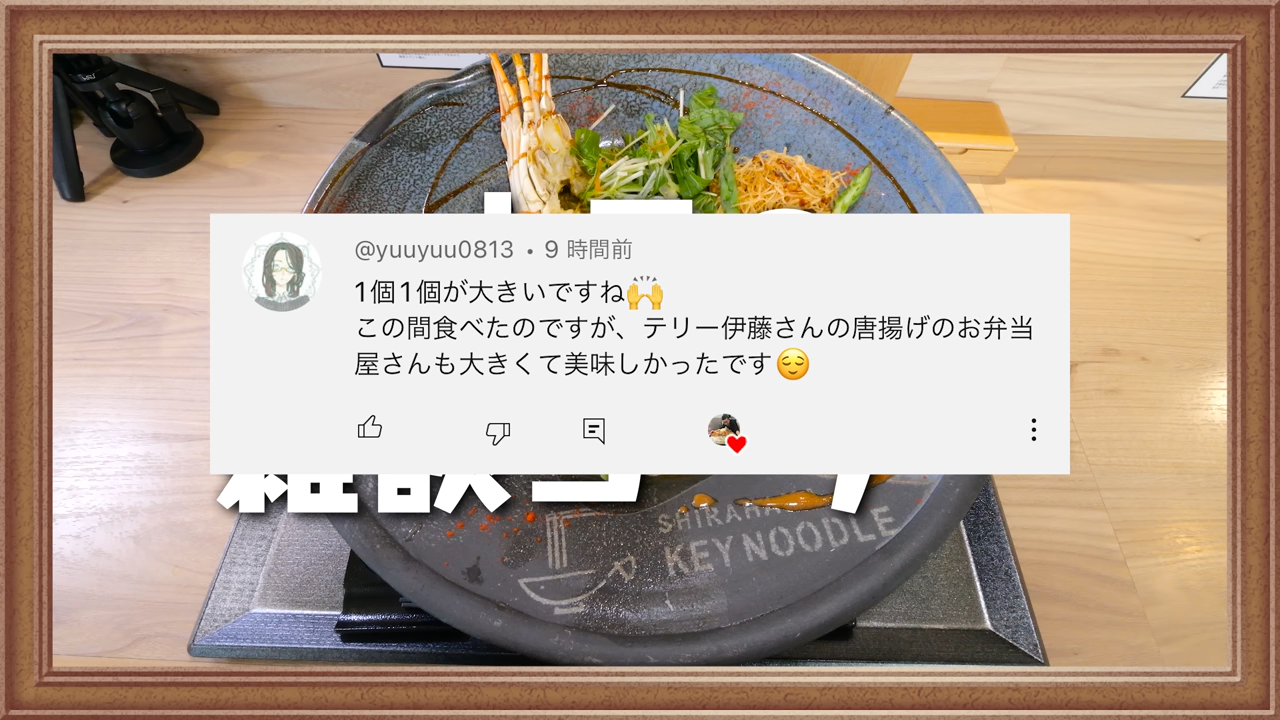 @yuuyuu0813 • 9 時間前
1個1個が大きいですね🙌
この間食べたのですが、テリー伊藤さんの唐揚げのお弁当
屋さんも大きくて美味しかったです😌
KEY NOODLE